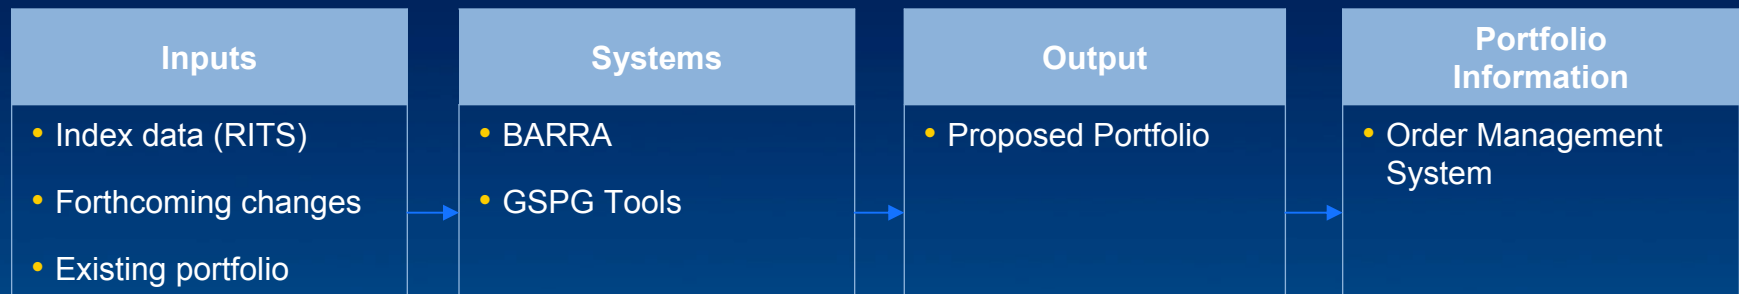 Inputs
• Index data (RITS)
• Forthcoming changes
• Existing portfolio
Systems
• BARRA
• GSPG Tools
Output
• Proposed Portfolio
Portfolio
Information
• Order Management
System